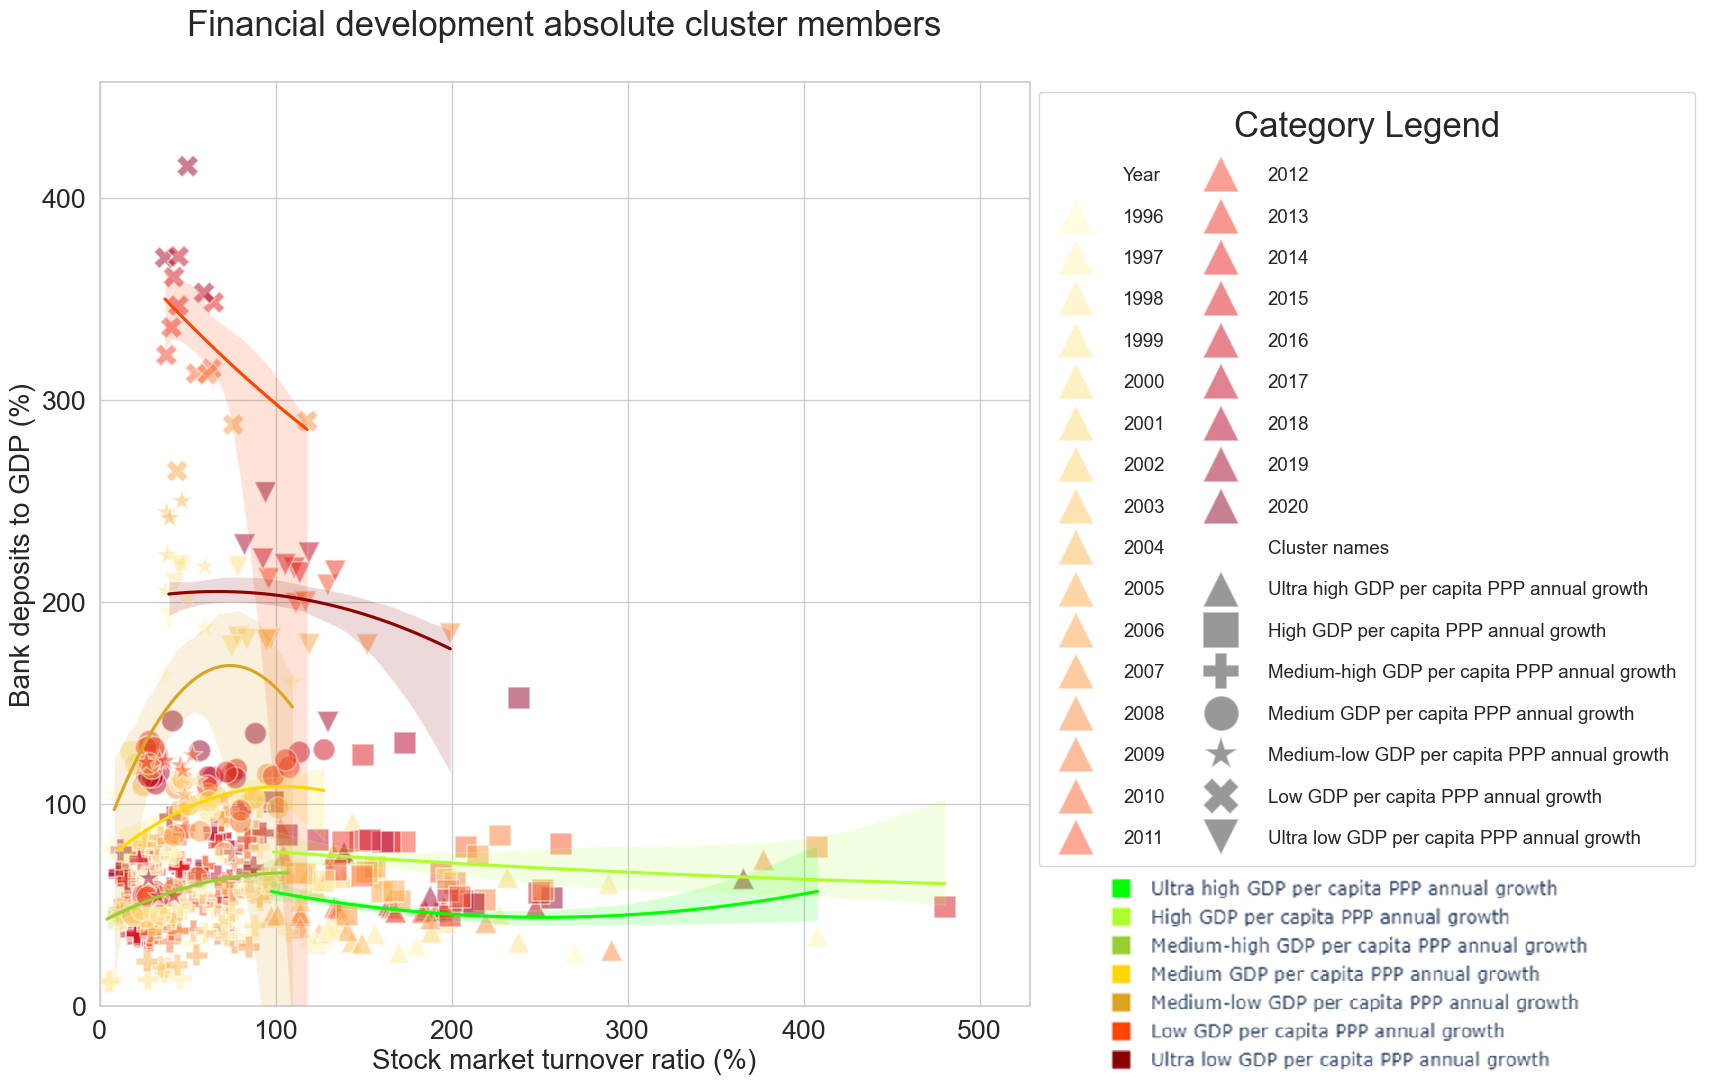 Financial development absolute cluster members
Bank deposits to GDP (%)
400
300
200
100
0
0 100 200 300 400 500
Stock market turnover ratio (%)
Category Legend
Year
1996
1997
1998
1999
2000
2001
2002
2003
2004
2005
2006
2007
2008
2009
2010
2011
2012
2013
2014
2015
2016
2017
2018
2019
2020
Cluster names
Ultra high GDP per capita PPP annual growth
High GDP per capita PPP annual growth
Medium-high GDP per capita PPP annual growth
Medium GDP per capita PPP annual growth
Medium-low GDP per capita PPP annual growth
Low GDP per capita PPP annual growth
Ultra low GDP per capita PPP annual growth
Ultra high GDP per capita PPP annual growth
High GDP per capita PPP annual growth
Medium-high GDP per capita PPP annual growth
Medium GDP per capita PPP annual growth
Medium-low GDP per capita PPP annual growth
Low GDP per capita PPP annual growth
Ultra low GDP per capita PPP annual growth